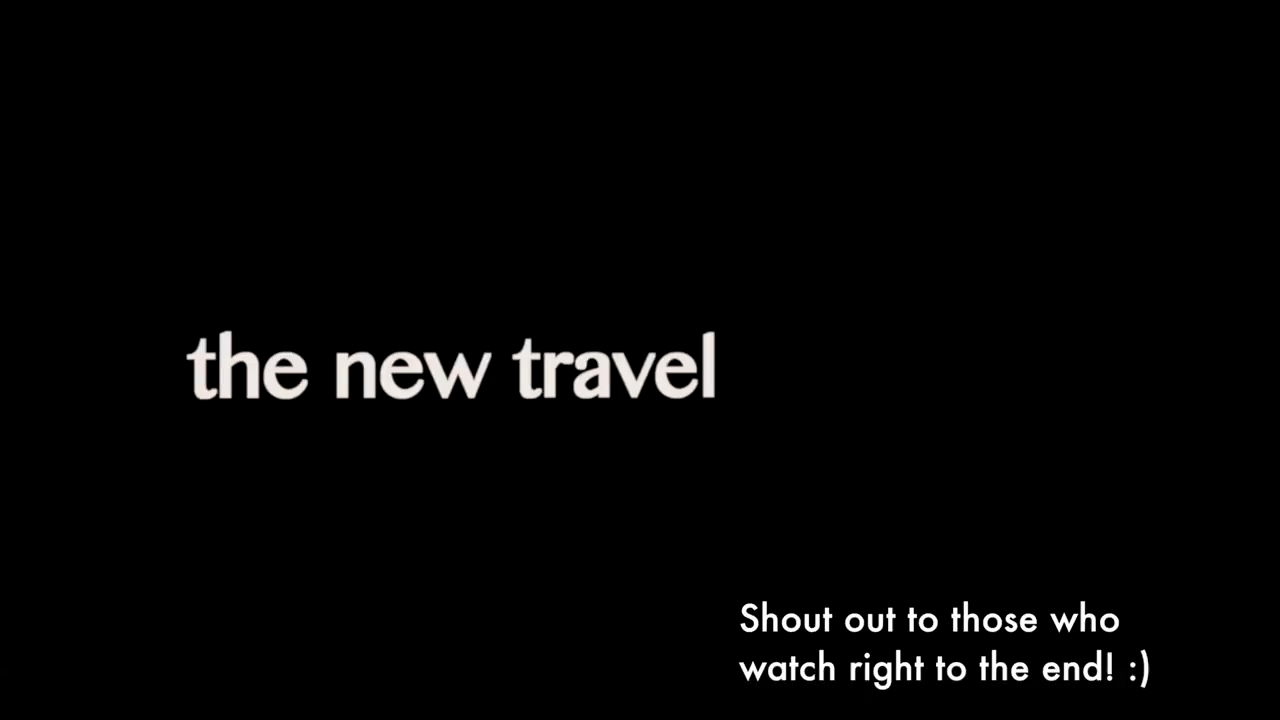 the new travel
Shout out to those who
watch right to the end! :)